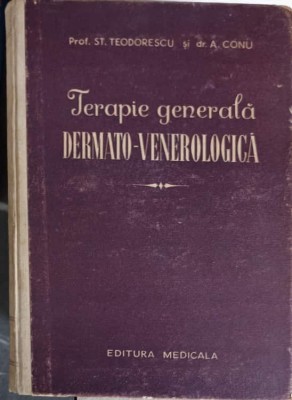 Prof. ST. TEODORESCU și dr. A. CONU
Terapie generală
DERMATO-VENEROLOGICĂ
EDITURA MEDICALA